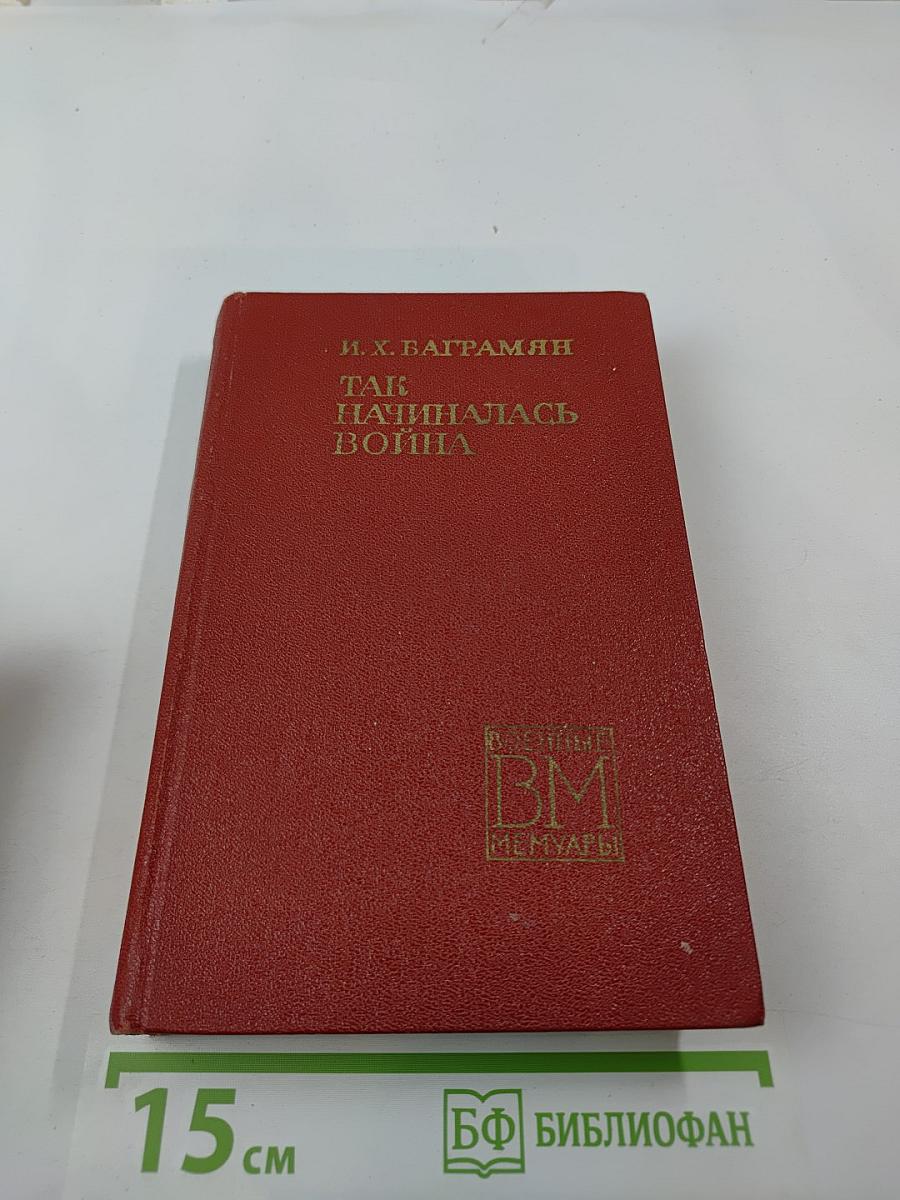 И. Х. БАГРАМЯН
ТАК
НАЧИНАЛАСЬ
ВОЙНА
ВОЕННЫЕ
ВМ
МЕМУАРЫ
15 см
БФ БИБЛИОФАН